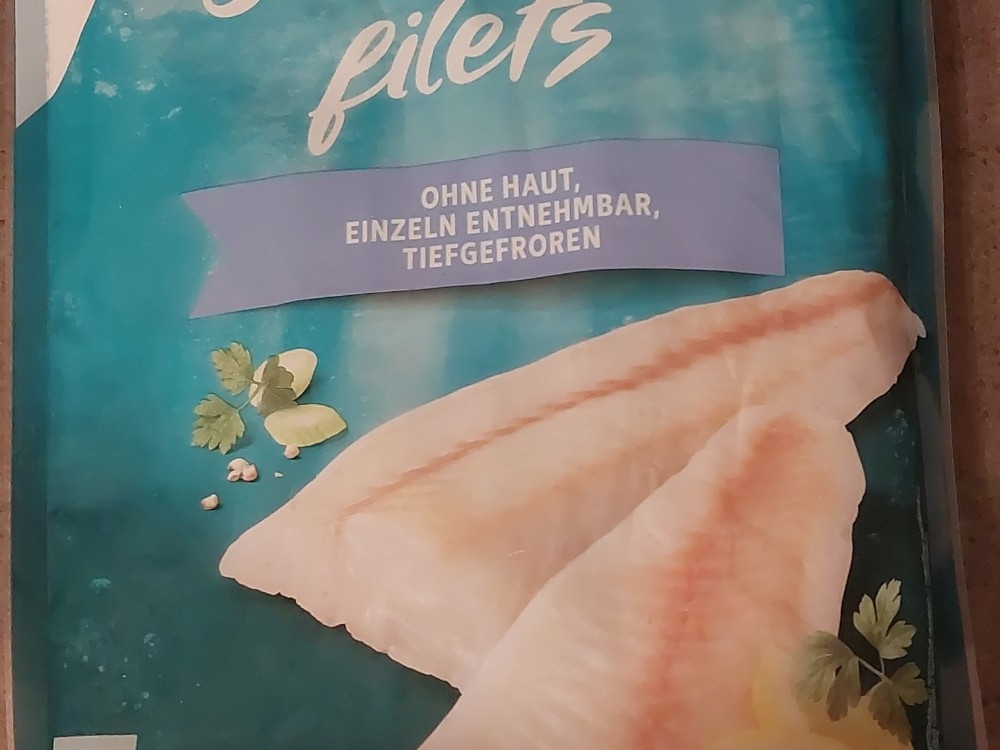 filets
OHNE HAUT,
EINZELN ENTNEHMBAR,
TIEFGEFROREN